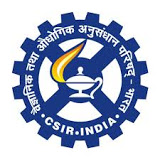 वैज्ञानिक तथा औद्योगिक अनुसंधान परिषद - भारत
• CSIR-INDIA •